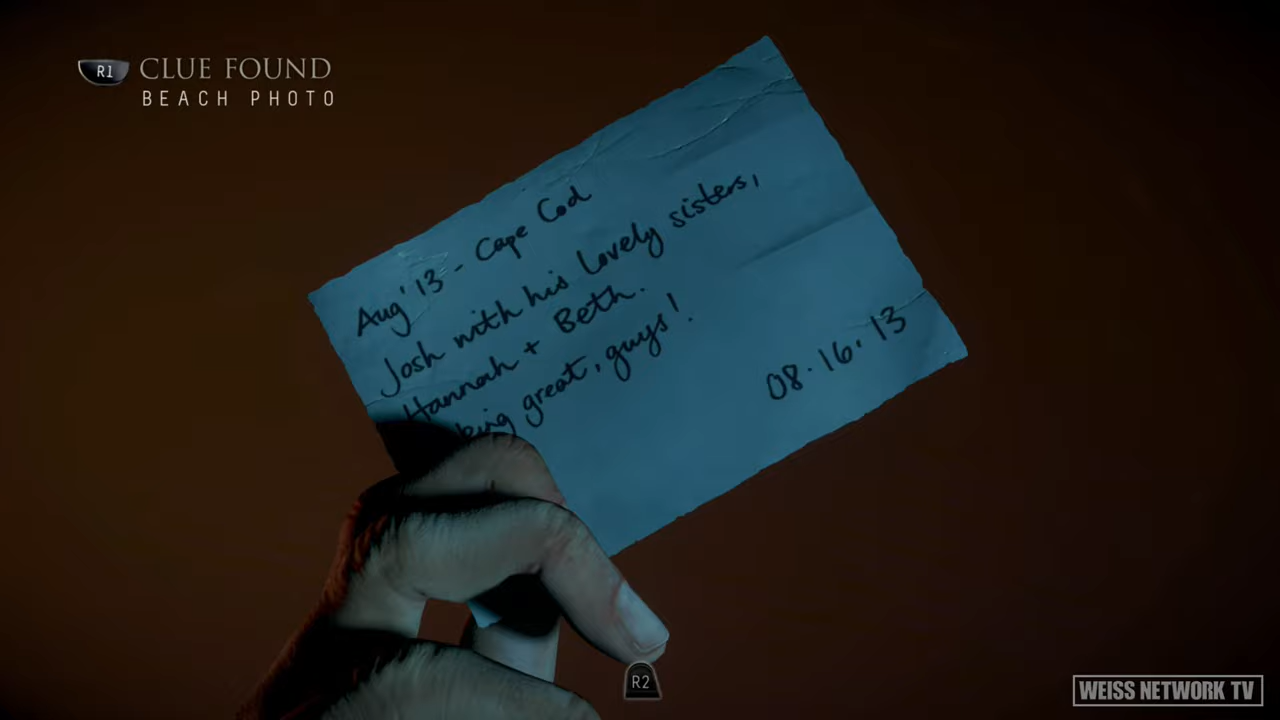 R1 CLUE FOUND
BEACH PHOTO
Aug' 13 - Cape Cod
Josh with his lovely sisters,
Hannah + Beth.
great, guys!
08.16.13
R2
WEISS NETWORK TV